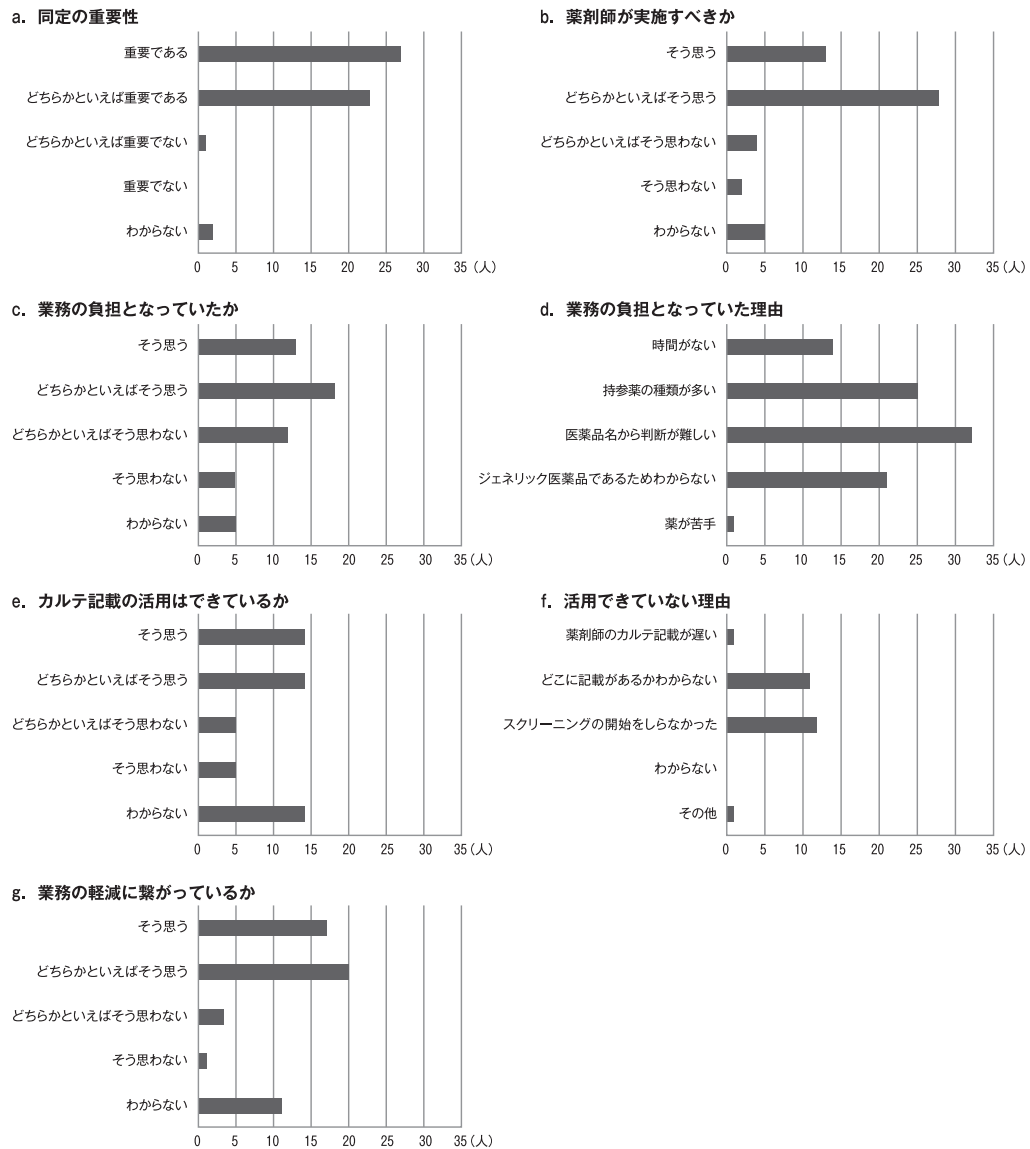 a. 同定の重要性
重要である
どちらかといえば重要である
どちらかといえば重要でない
重要でない
わからない
0 5 10 15 20 25 30 35 (人)
b. 薬剤師が実施すべきか
そう思う
どちらかといえばそう思う
どちらかといえばそう思わない
そう思わない
わからない
0 5 10 15 20 25 30 35 (人)
c. 業務の負担となっていたか
そう思う
どちらかといえばそう思う
どちらかといえばそう思わない
そう思わない
わからない
0 5 10 15 20 25 30 35 (人)
d. 業務の負担となっていた理由
時間がない
持参薬の種類が多い
医薬品名から判断が難しい
ジェネリック医薬品であるためわからない
薬が苦手
0 5 10 15 20 25 30 35 (人)
e. カルテ記載の活用はできているか
そう思う
どちらかといえばそう思う
どちらかといえばそう思わない
そう思わない
わからない
0 5 10 15 20 25 30 35 (人)
f. 活用できていない理由
薬剤師のカルテ記載が遅い
どこに記載があるかわからない
スクリーニングの開始をしらなかった
わからない
その他
0 5 10 15 20 25 30 35 (人)
g. 業務の軽減に繋がっているか
そう思う
どちらかといえばそう思う
どちらかといえばそう思わない
そう思わない
わからない
0 5 10 15 20 25 30 35 (人)